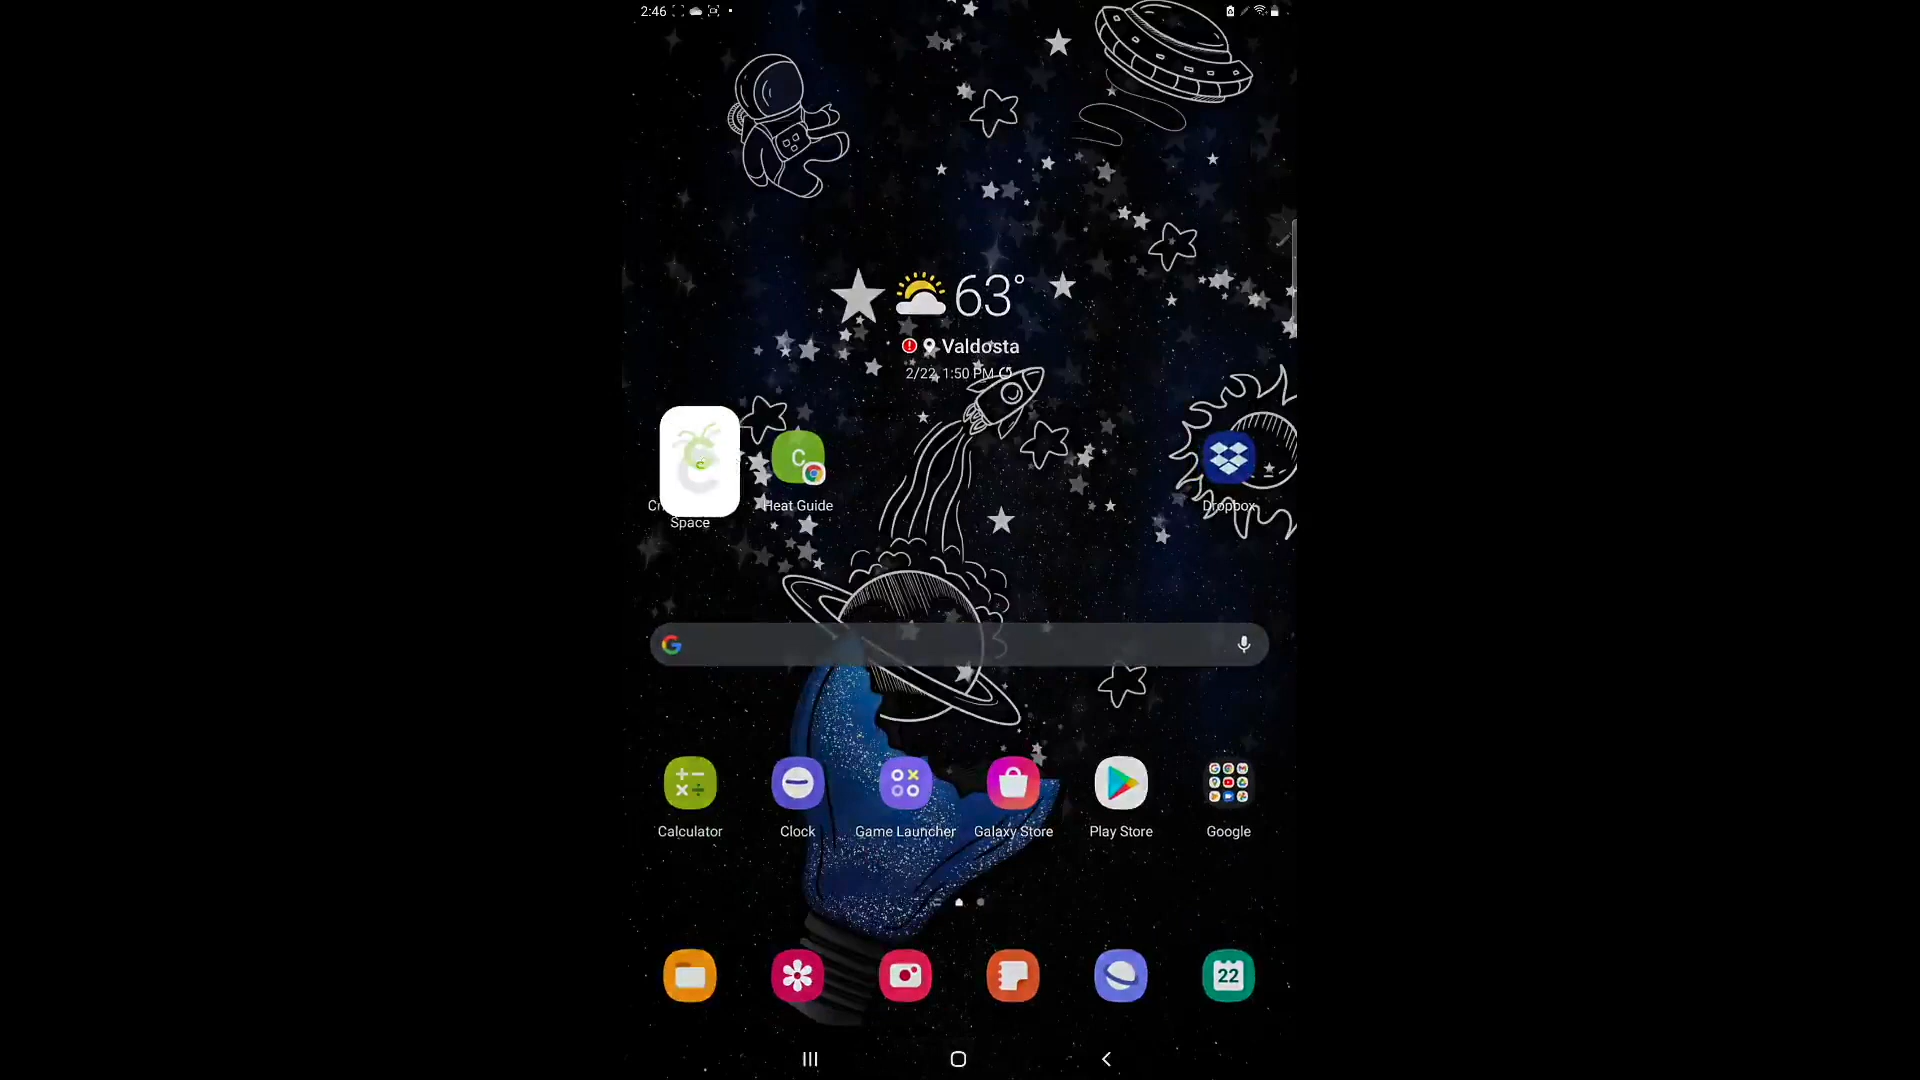 2:46
63°
Valdosta
2/22, 1:50 PM
C
Heat Guide
Space
Dropbox
G
Calculator
Clock
Game Launcher
Galaxy Store
Play Store
Google
22